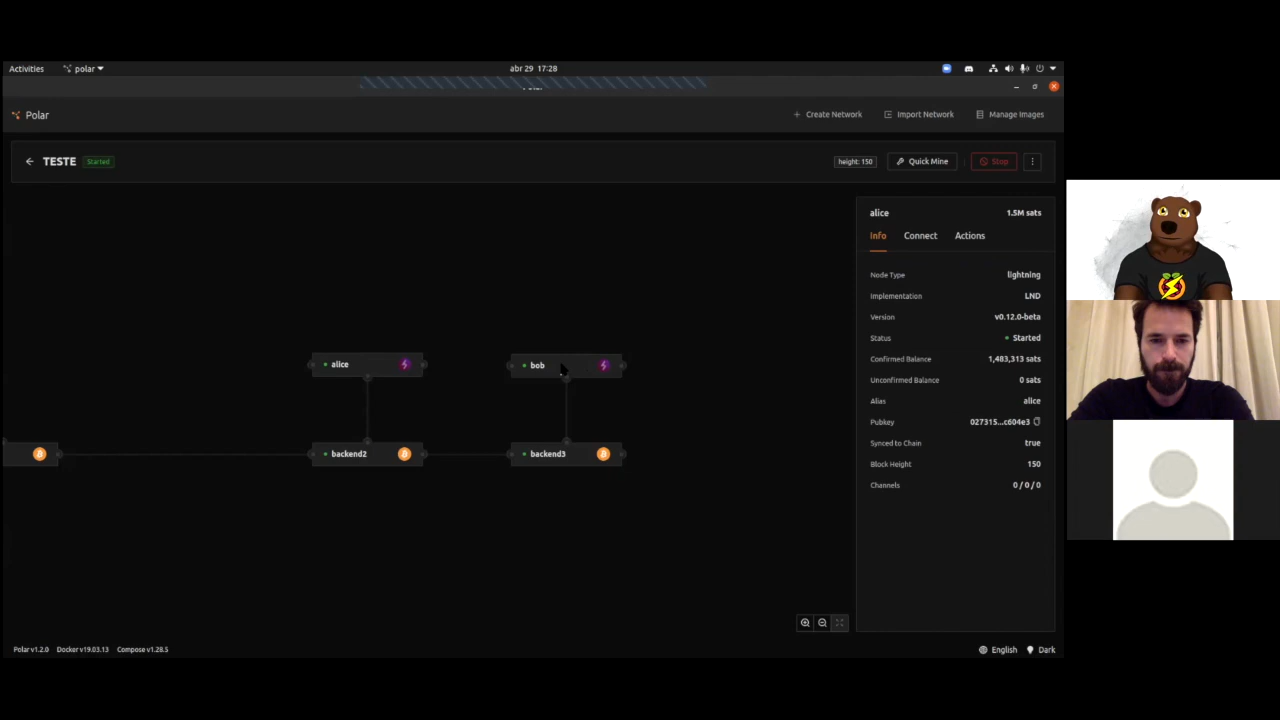 Activities polar abr 29 17:28
Polar Create Network Import Network Manage Images
TESTE Started height: 150 Quick Mine Stop
alice 1.5M sats
Info Connect Actions
Node Type lightning
Implementation LND
Version v0.12.0-beta
Status Started
Confirmed Balance 1,483,313 sats
Unconfirmed Balance 0 sats
Alias alice
Pubkey 027315...c604e3
Synced to Chain true
Block Height 150
Channels 0 / 0 / 0
alice bob
backend2 backend3
Polar v1.2.0 Docker v19.03.13 Compose v1.28.5 English Dark